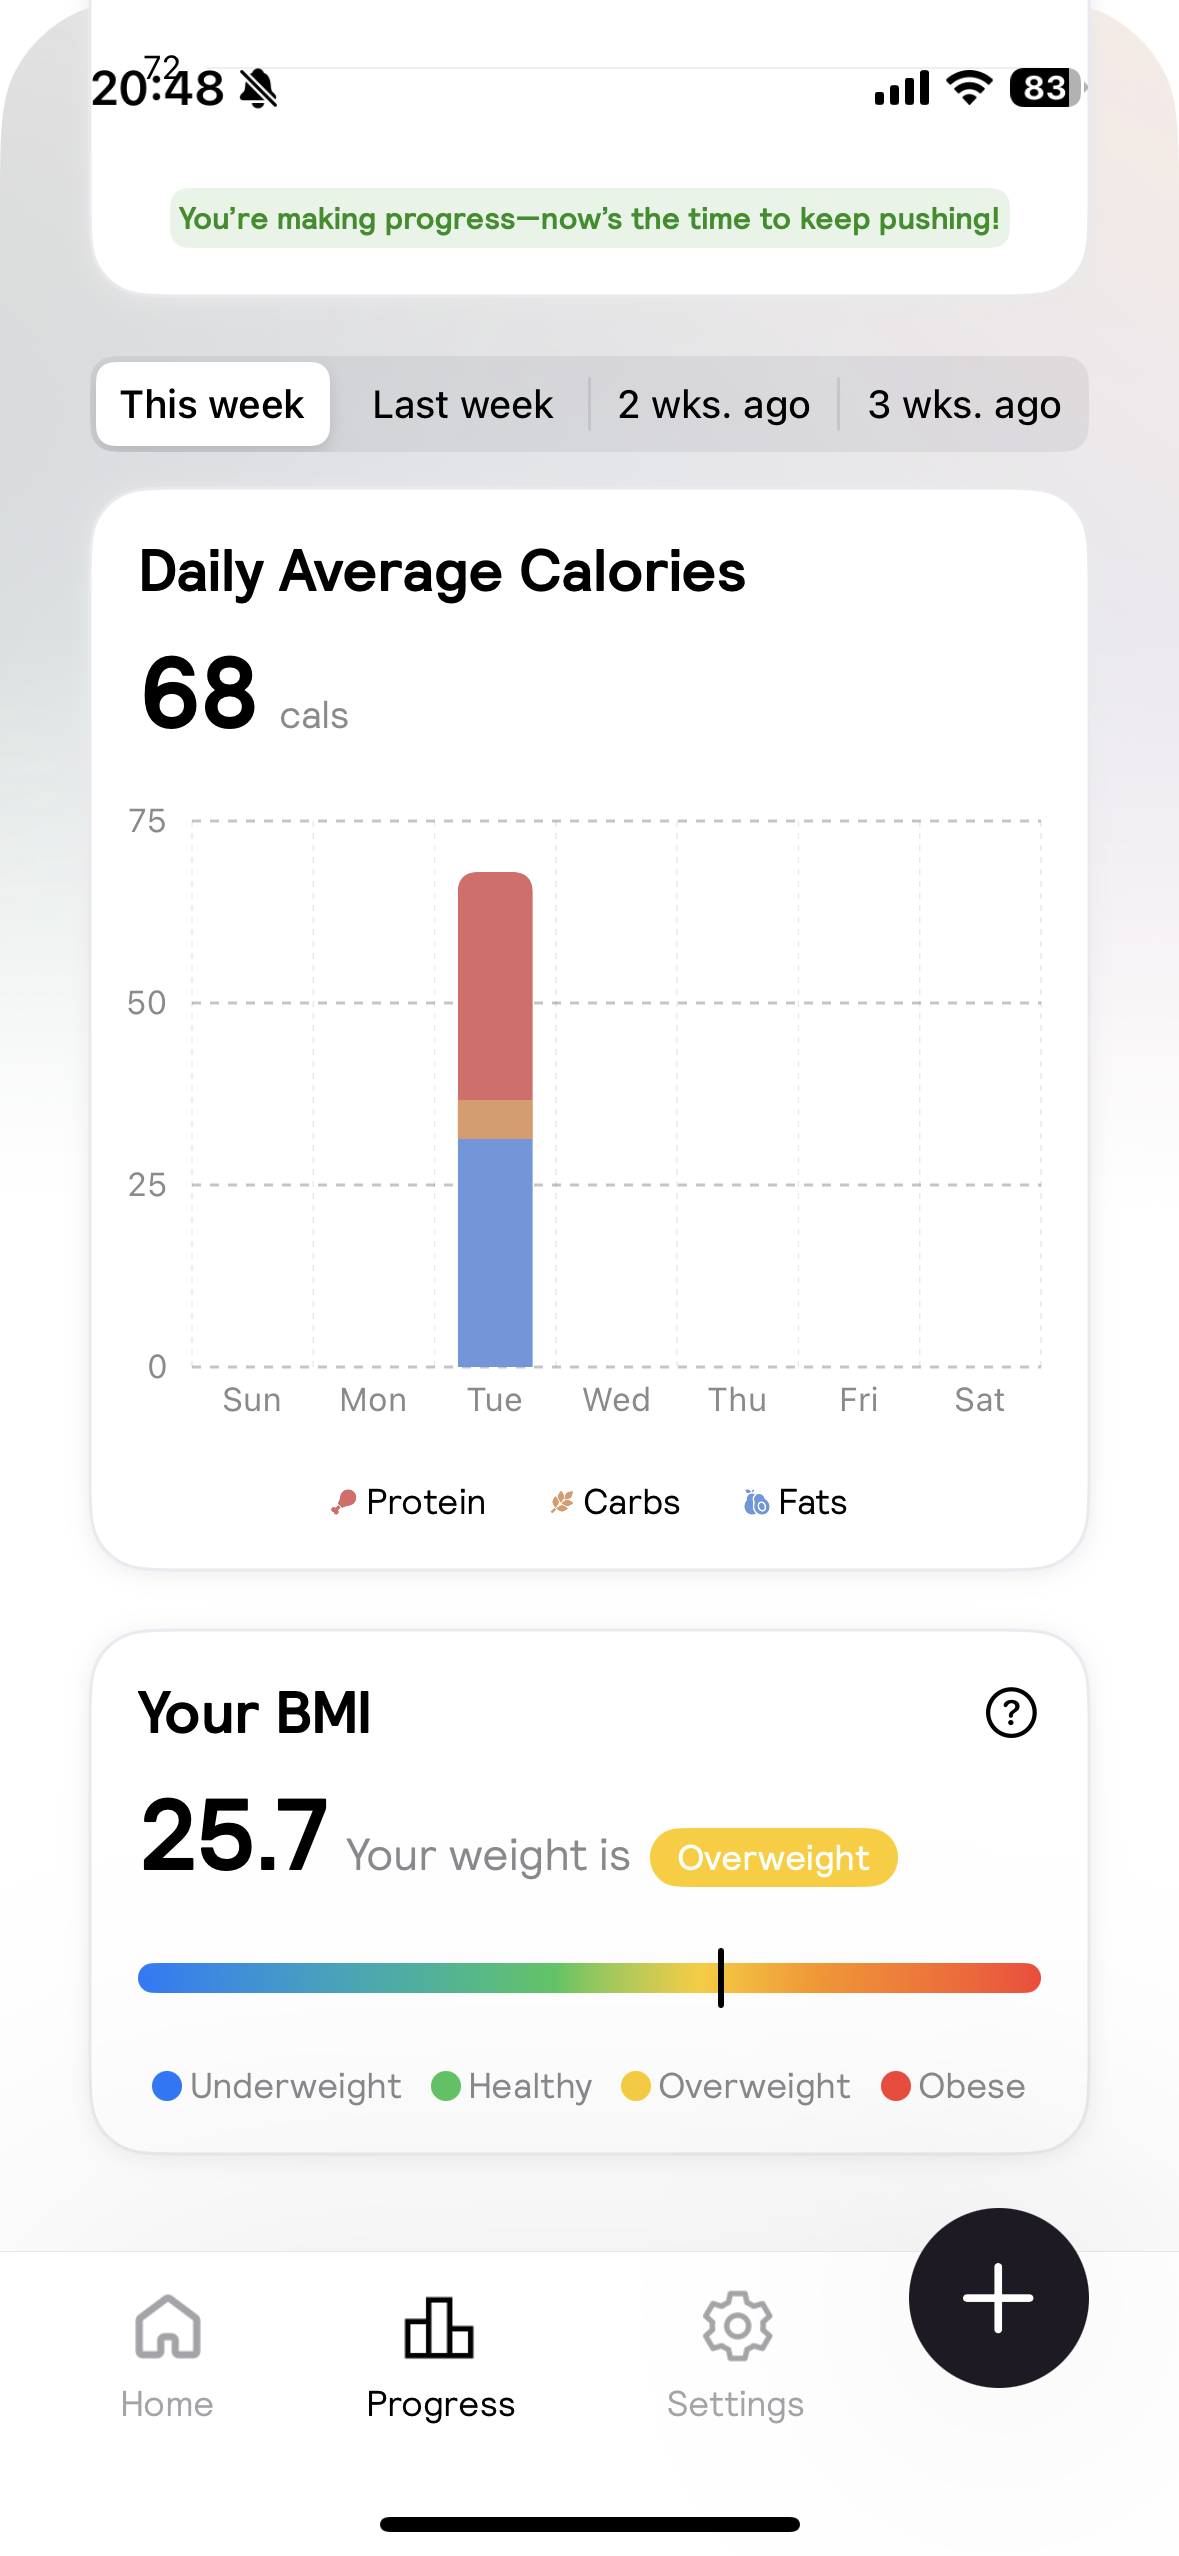 72
20:48
83
You’re making progress—now’s the time to keep pushing!
This week Last week 2 wks. ago 3 wks. ago
Daily Average Calories
68 cals
75
50
25
0
Sun Mon Tue Wed Thu Fri Sat
Protein Carbs Fats
Your BMI
?
25.7 Your weight is Overweight
Underweight Healthy Overweight Obese
Home Progress Settings